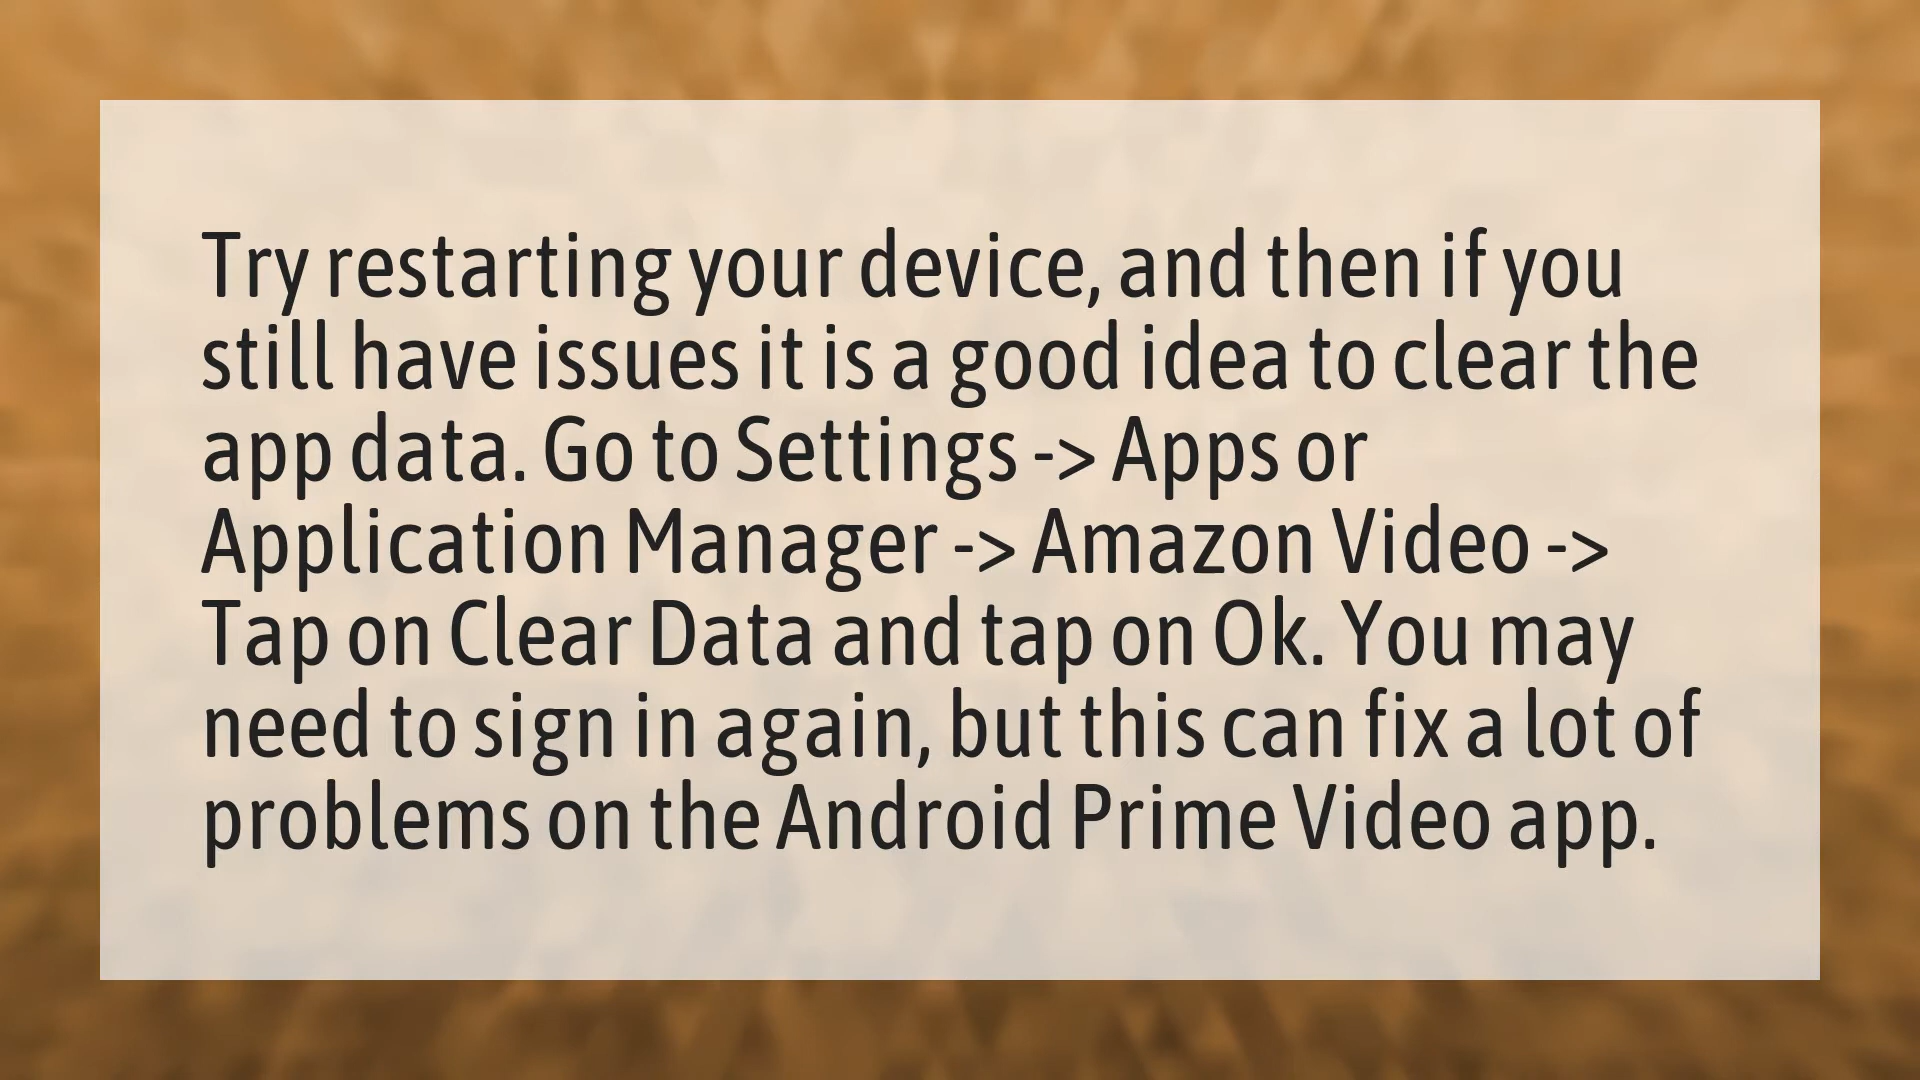 Try restarting your device, and then if you
still have issues it is a good idea to clear the
app data. Go to Settings -> Apps or
Application Manager -> Amazon Video ->
Tap on Clear Data and tap on Ok. You may
need to sign in again, but this can fix a lot of
problems on the Android Prime Video app.